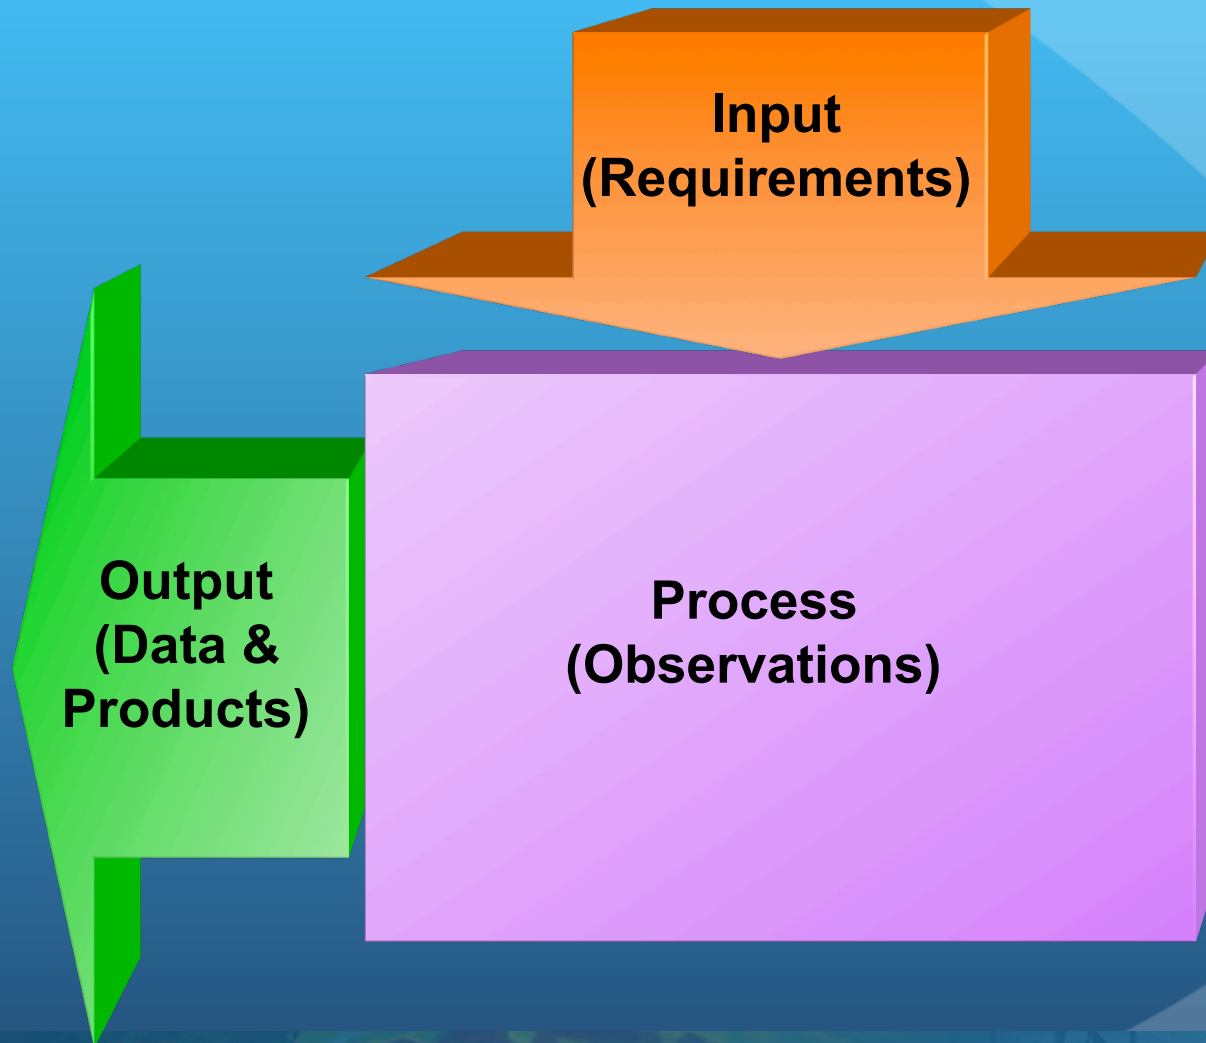 Input
(Requirements)
Output
(Data &
Products)
Process
(Observations)